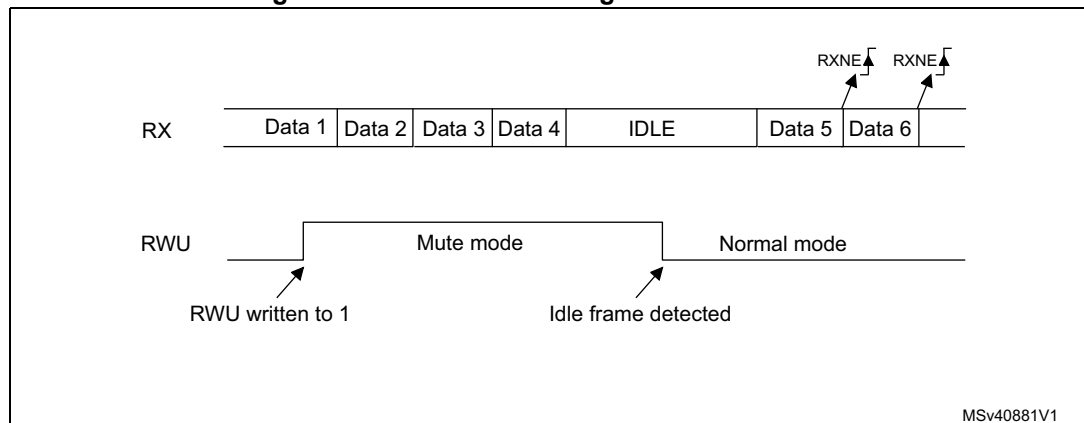 RXNE RXNE
RX Data 1 Data 2 Data 3 Data 4 IDLE Data 5 Data 6
RWU Mute mode Normal mode
RWU written to 1 Idle frame detected
MSv40881V1